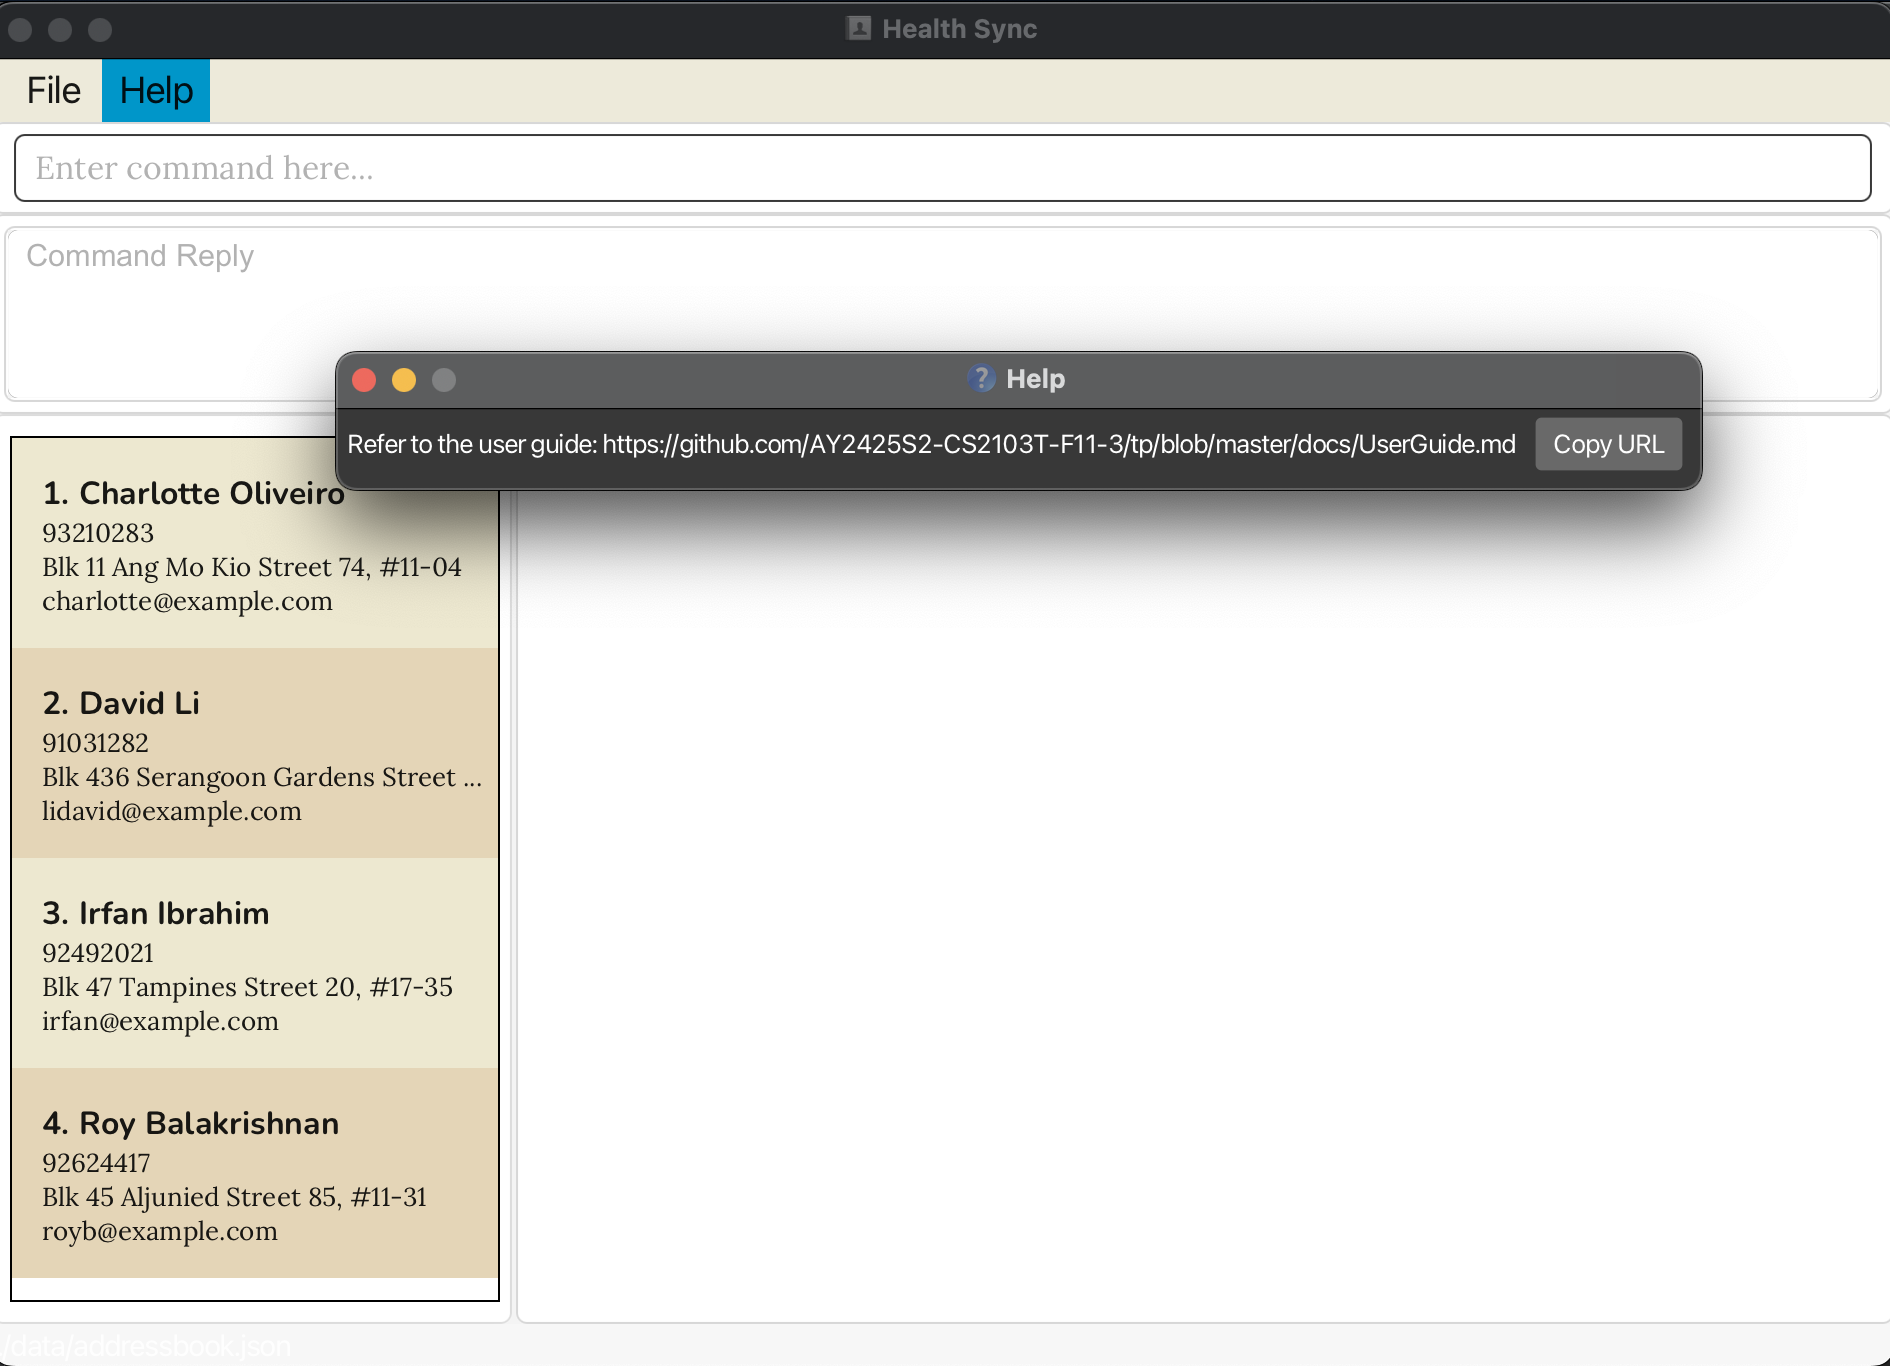 Health Sync
File Help
Enter command here...
Command Reply
Help
Refer to the user guide: https://github.com/AY2425S2-CS2103T-F11-3/tp/blob/master/docs/UserGuide.md Copy URL
1. Charlotte Oliveiro
93210283
Blk 11 Ang Mo Kio Street 74, #11-04
charlotte@example.com
2. David Li
91031282
Blk 436 Serangoon Gardens Street ...
lidavid@example.com
3. Irfan Ibrahim
92492021
Blk 47 Tampines Street 20, #17-35
irfan@example.com
4. Roy Balakrishnan
92624417
Blk 45 Aljunied Street 85, #11-31
royb@example.com
./data/addressbook.json